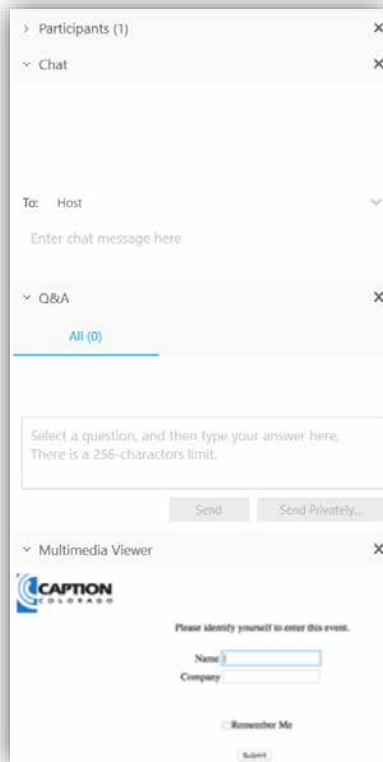 Participants (1)
Chat
To: Host
Enter chat message here
Q&A
All (0)
Select a question, and then type your answer here,
There is a 256-charactors limit.
Send Send Privately...
Multimedia Viewer
CAPTION
COLORADO
Please identify yourself to enter this event.
Name
Company
Remember Me
Submit